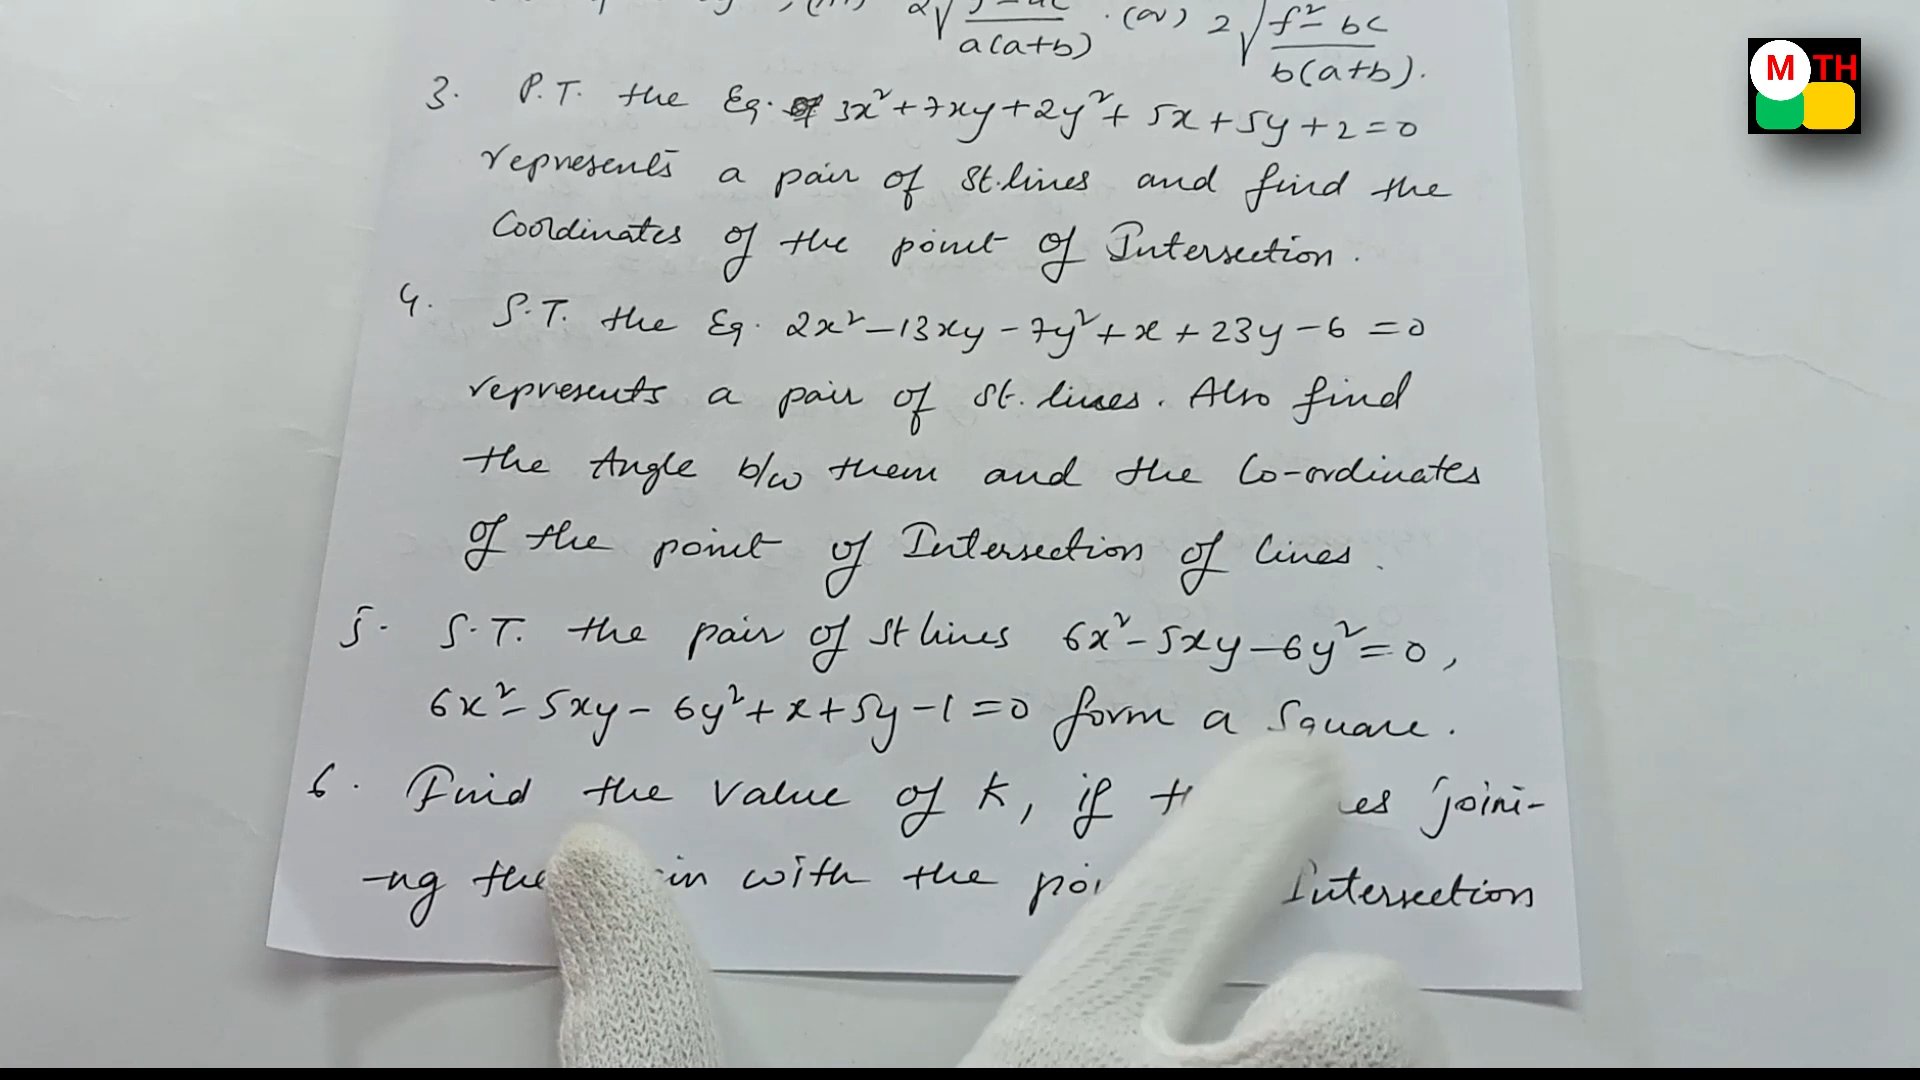 a(a+b) . (iv) 2√ f²-bc
b(a+b).
3. P.T. the Eq. 3x²+7xy+2y²+ 5x+5y+2=0
represents a pair of St.lines and find the
Coordinates of the point of Intersection.
4. S.T. the Eq. 2x²-13xy-7y²+x+23y-6=0
represents a pair of St. lines. Also find
the Angle b/w them and the Co-ordinates
of the point of Intersection of lines.
5. S.T. the pair of St lines 6x²-5xy-6y²=0,
6x²-5xy-6y²+x+5y-1=0 form a Square.
6. Find the value of k, if joini-
-ng with the Intersection
M TH